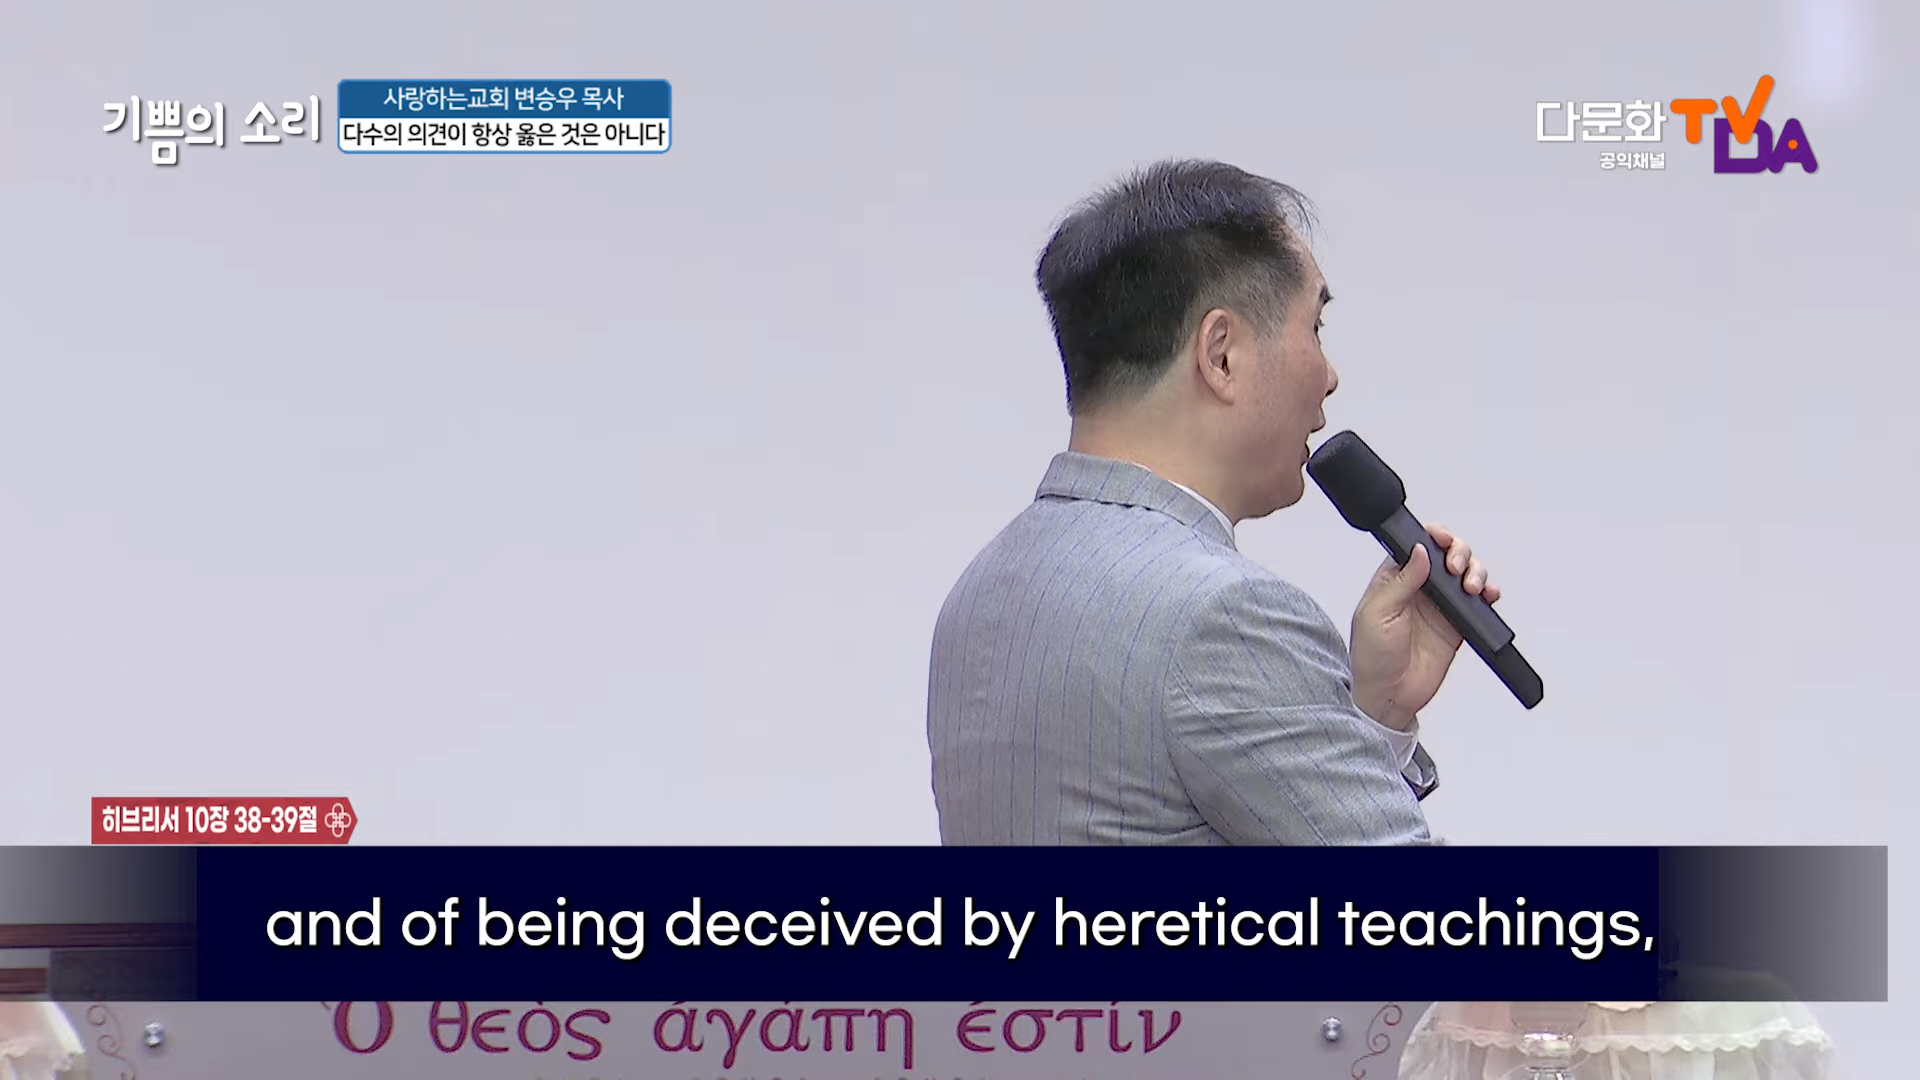 기쁨의 소리
사랑하는교회 변승우 목사
다수의 의견이 항상 옳은 것은 아니다
다문화 TV
DA
공익채널
히브리서 10장 38-39절
and of being deceived by heretical teachings,
Ὁ θεὸς ἀγάπη ἐστίν